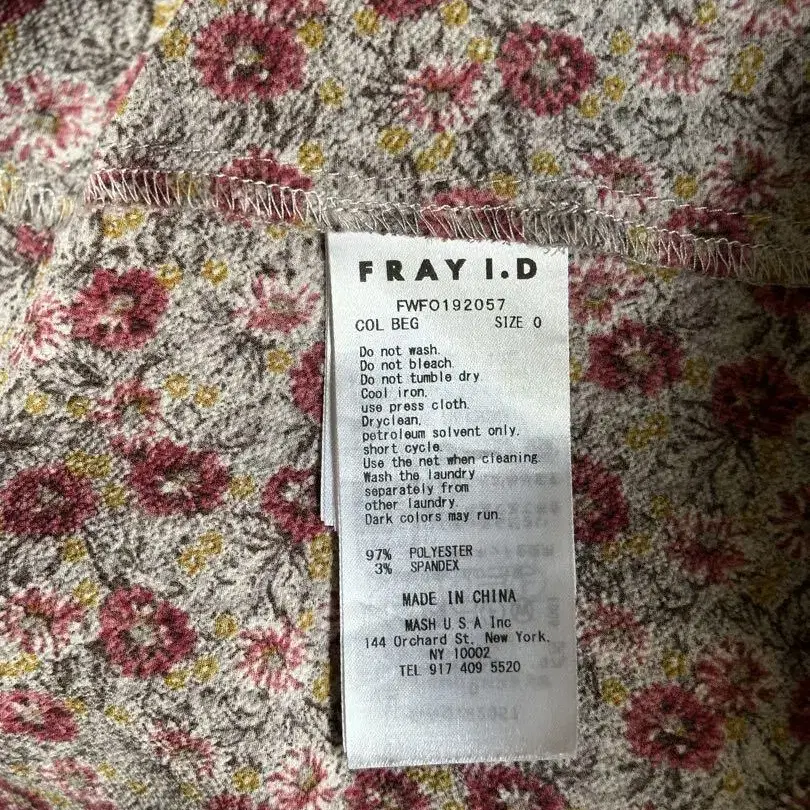 FRAY I.D
FWFO192057
COL BEG SIZE 0
Do not wash.
Do not bleach.
Do not tumble dry.
Cool iron.
use press cloth.
Dryclean,
petroleum solvent only.
short cycle.
Use the net when cleaning.
Wash the laundry
separately from
other laundry.
Dark colors may run.
97% POLYESTER
3% SPANDEX
MADE IN CHINA
MASH U S A Inc
144 Orchard St. New York,
NY 10002
TEL 917 409 5520